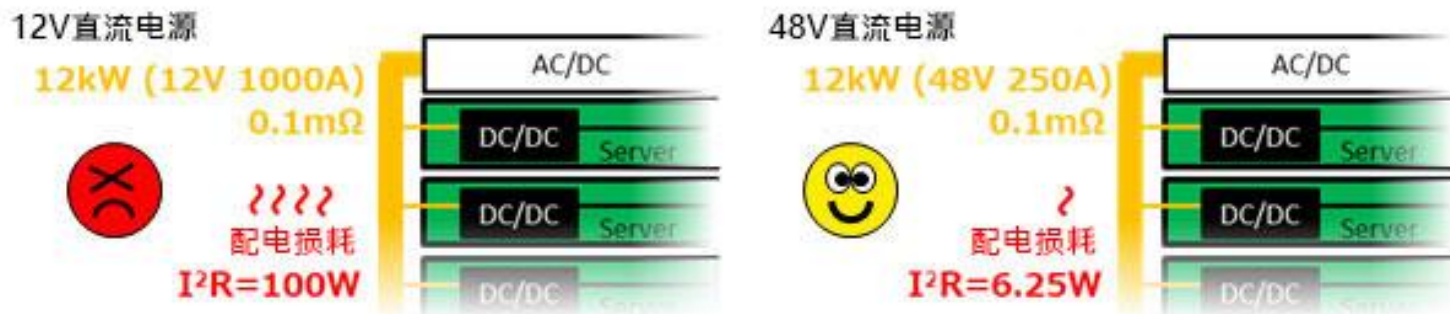 12V直流电源
12kW (12V 1000A)
0.1mΩ
配电损耗
I²R=100W
AC/DC
DC/DC
Server
DC/DC
Server
DC/DC
48V直流电源
12kW (48V 250A)
0.1mΩ
配电损耗
I²R=6.25W
AC/DC
DC/DC
Server
DC/DC
Server
DC/DC